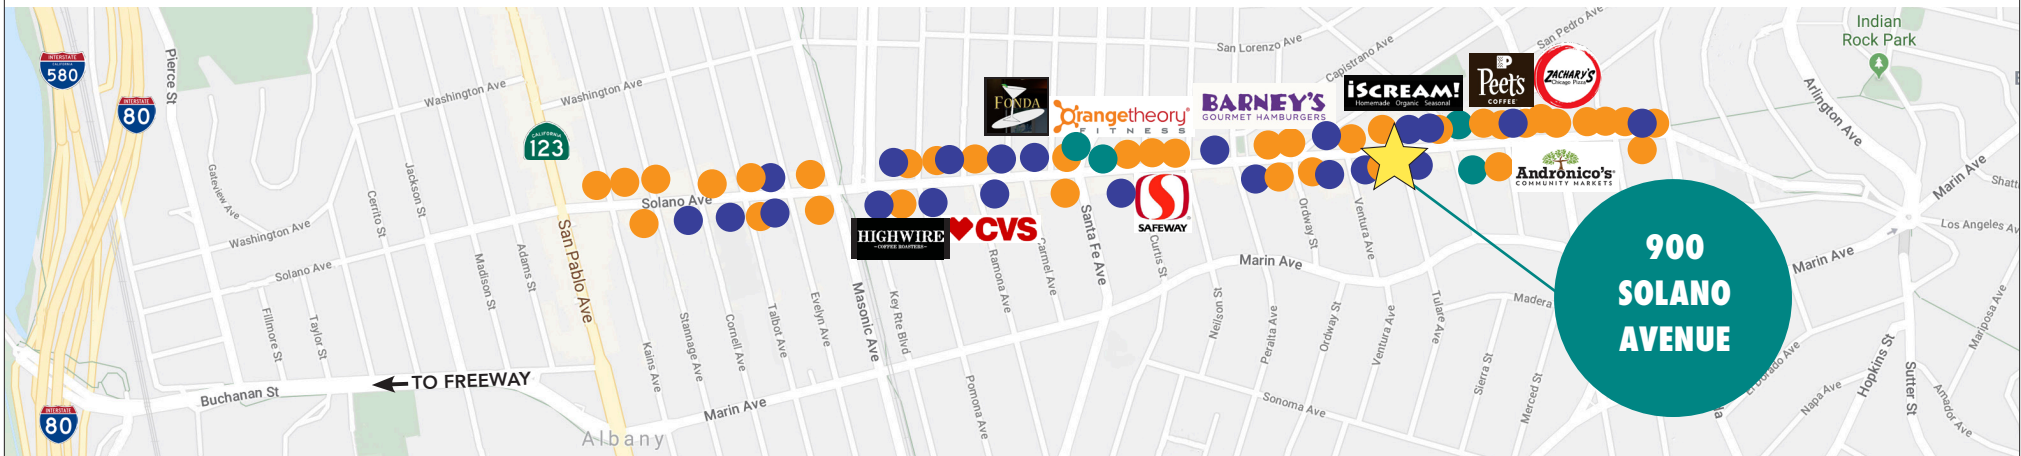 INTERSTATE
CALIFORNIA
580
INTERSTATE
80
Pierce St
Washington Ave
CALIFORNIA
123
Washington Ave
FONDA
Orangetheory®
FITNESS
BARNEY'S
GOURMET HAMBURGERS
San Lorenzo Ave
Capistrano Ave
iSCREAM!
Homemade Organic Seasonal
Peet's
COFFEE
San Pedro Ave
ZACHARY'S
Chicago Pizza
Indian
Rock Park
Arlington Ave
Marin Ave
Los Angeles Av
Gateview Ave
Cerrito St
Jackson St
Washington Ave
Solano Ave
Solano Ave
Madison St
Adams St
San Pablo Ave
HIGHWIRE
COFFEE ROASTERS
CVS
SAFEWAY
Andronico's®
COMMUNITY MARKETS
Santa Fe Ave
Curtis St
Carmel Ave
Ramona Ave
Key Rte Blvd
Masonic Ave
Evelyn Ave
Talbot Ave
Cornell Ave
Stannage Ave
Kains Ave
Fillmore St
Taylor St
Ordway St
Ventura Ave
Marin Ave
Neilson St
Peralta Ave
Ordway St
Ventura Ave
Tulare Ave
Madera
Sierra St
Merced St
Sonoma Ave
Pomona Ave
Marin Ave
900
SOLANO
AVENUE
Marin Ave
Mariposa Ave
Hopkins St
Sutter St
Napa Ave
Amador Ave
El Dorado Ave
TO FREEWAY
Buchanan St
INTERSTATE
80
Albany